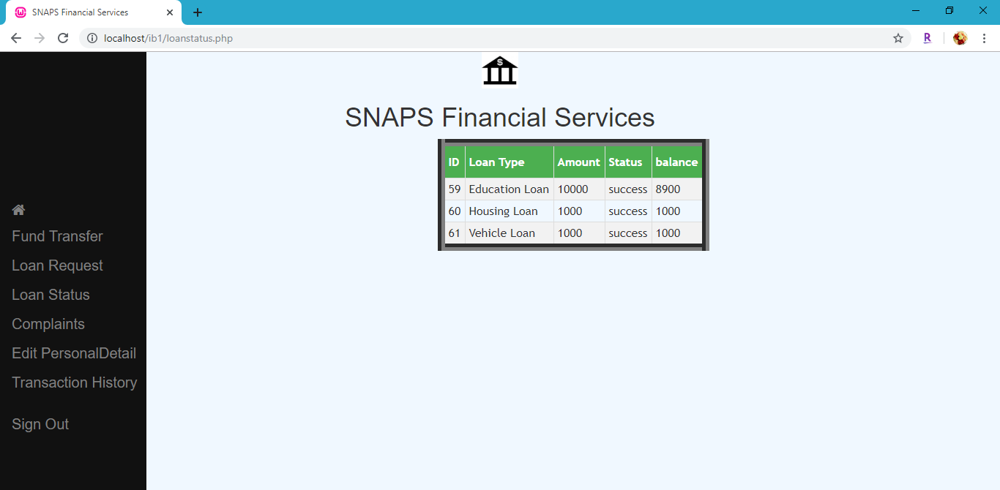 SNAPS Financial Services
localhost/ib1/loanstatus.php
R
$
SNAPS Financial Services
ID Loan Type Amount Status balance
59 Education Loan 10000 success 8900
60 Housing Loan 1000 success 1000
61 Vehicle Loan 1000 success 1000
Fund Transfer
Loan Request
Loan Status
Complaints
Edit PersonalDetail
Transaction History
Sign Out